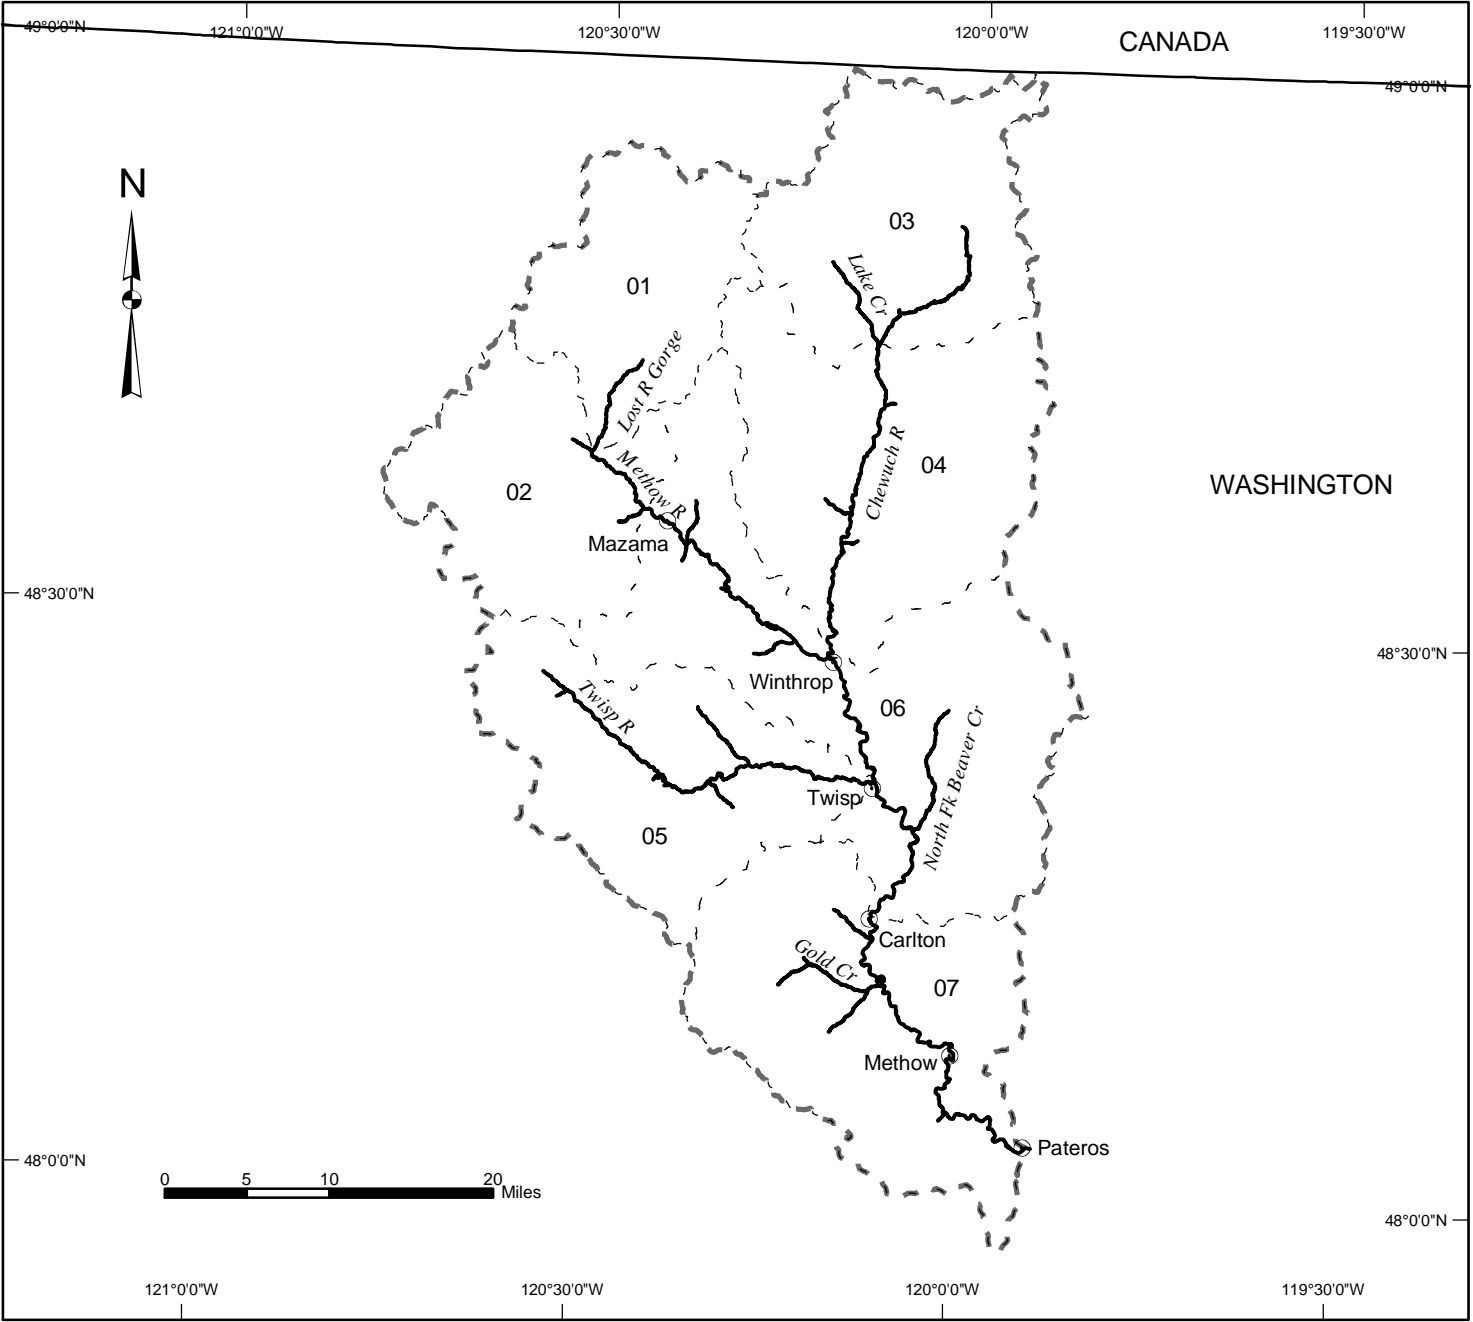 49°0'0"N
121°0'0"W
120°30'0"W
120°0'0"W
119°30'0"W
CANADA
49°0'0"N
N
03
01
Lake Cr
Lost R Gorge
04
Chewuch R
WASHINGTON
02
Methow R
Mazama
48°30'0"N
48°30'0"N
Winthrop
06
Twisp R
North Fk Beaver Cr
Twisp
05
Carlton
Gold Cr
07
Methow
Pateros
48°0'0"N
0 5 10 20
Miles
48°0'0"N
121°0'0"W
120°30'0"W
120°0'0"W
119°30'0"W